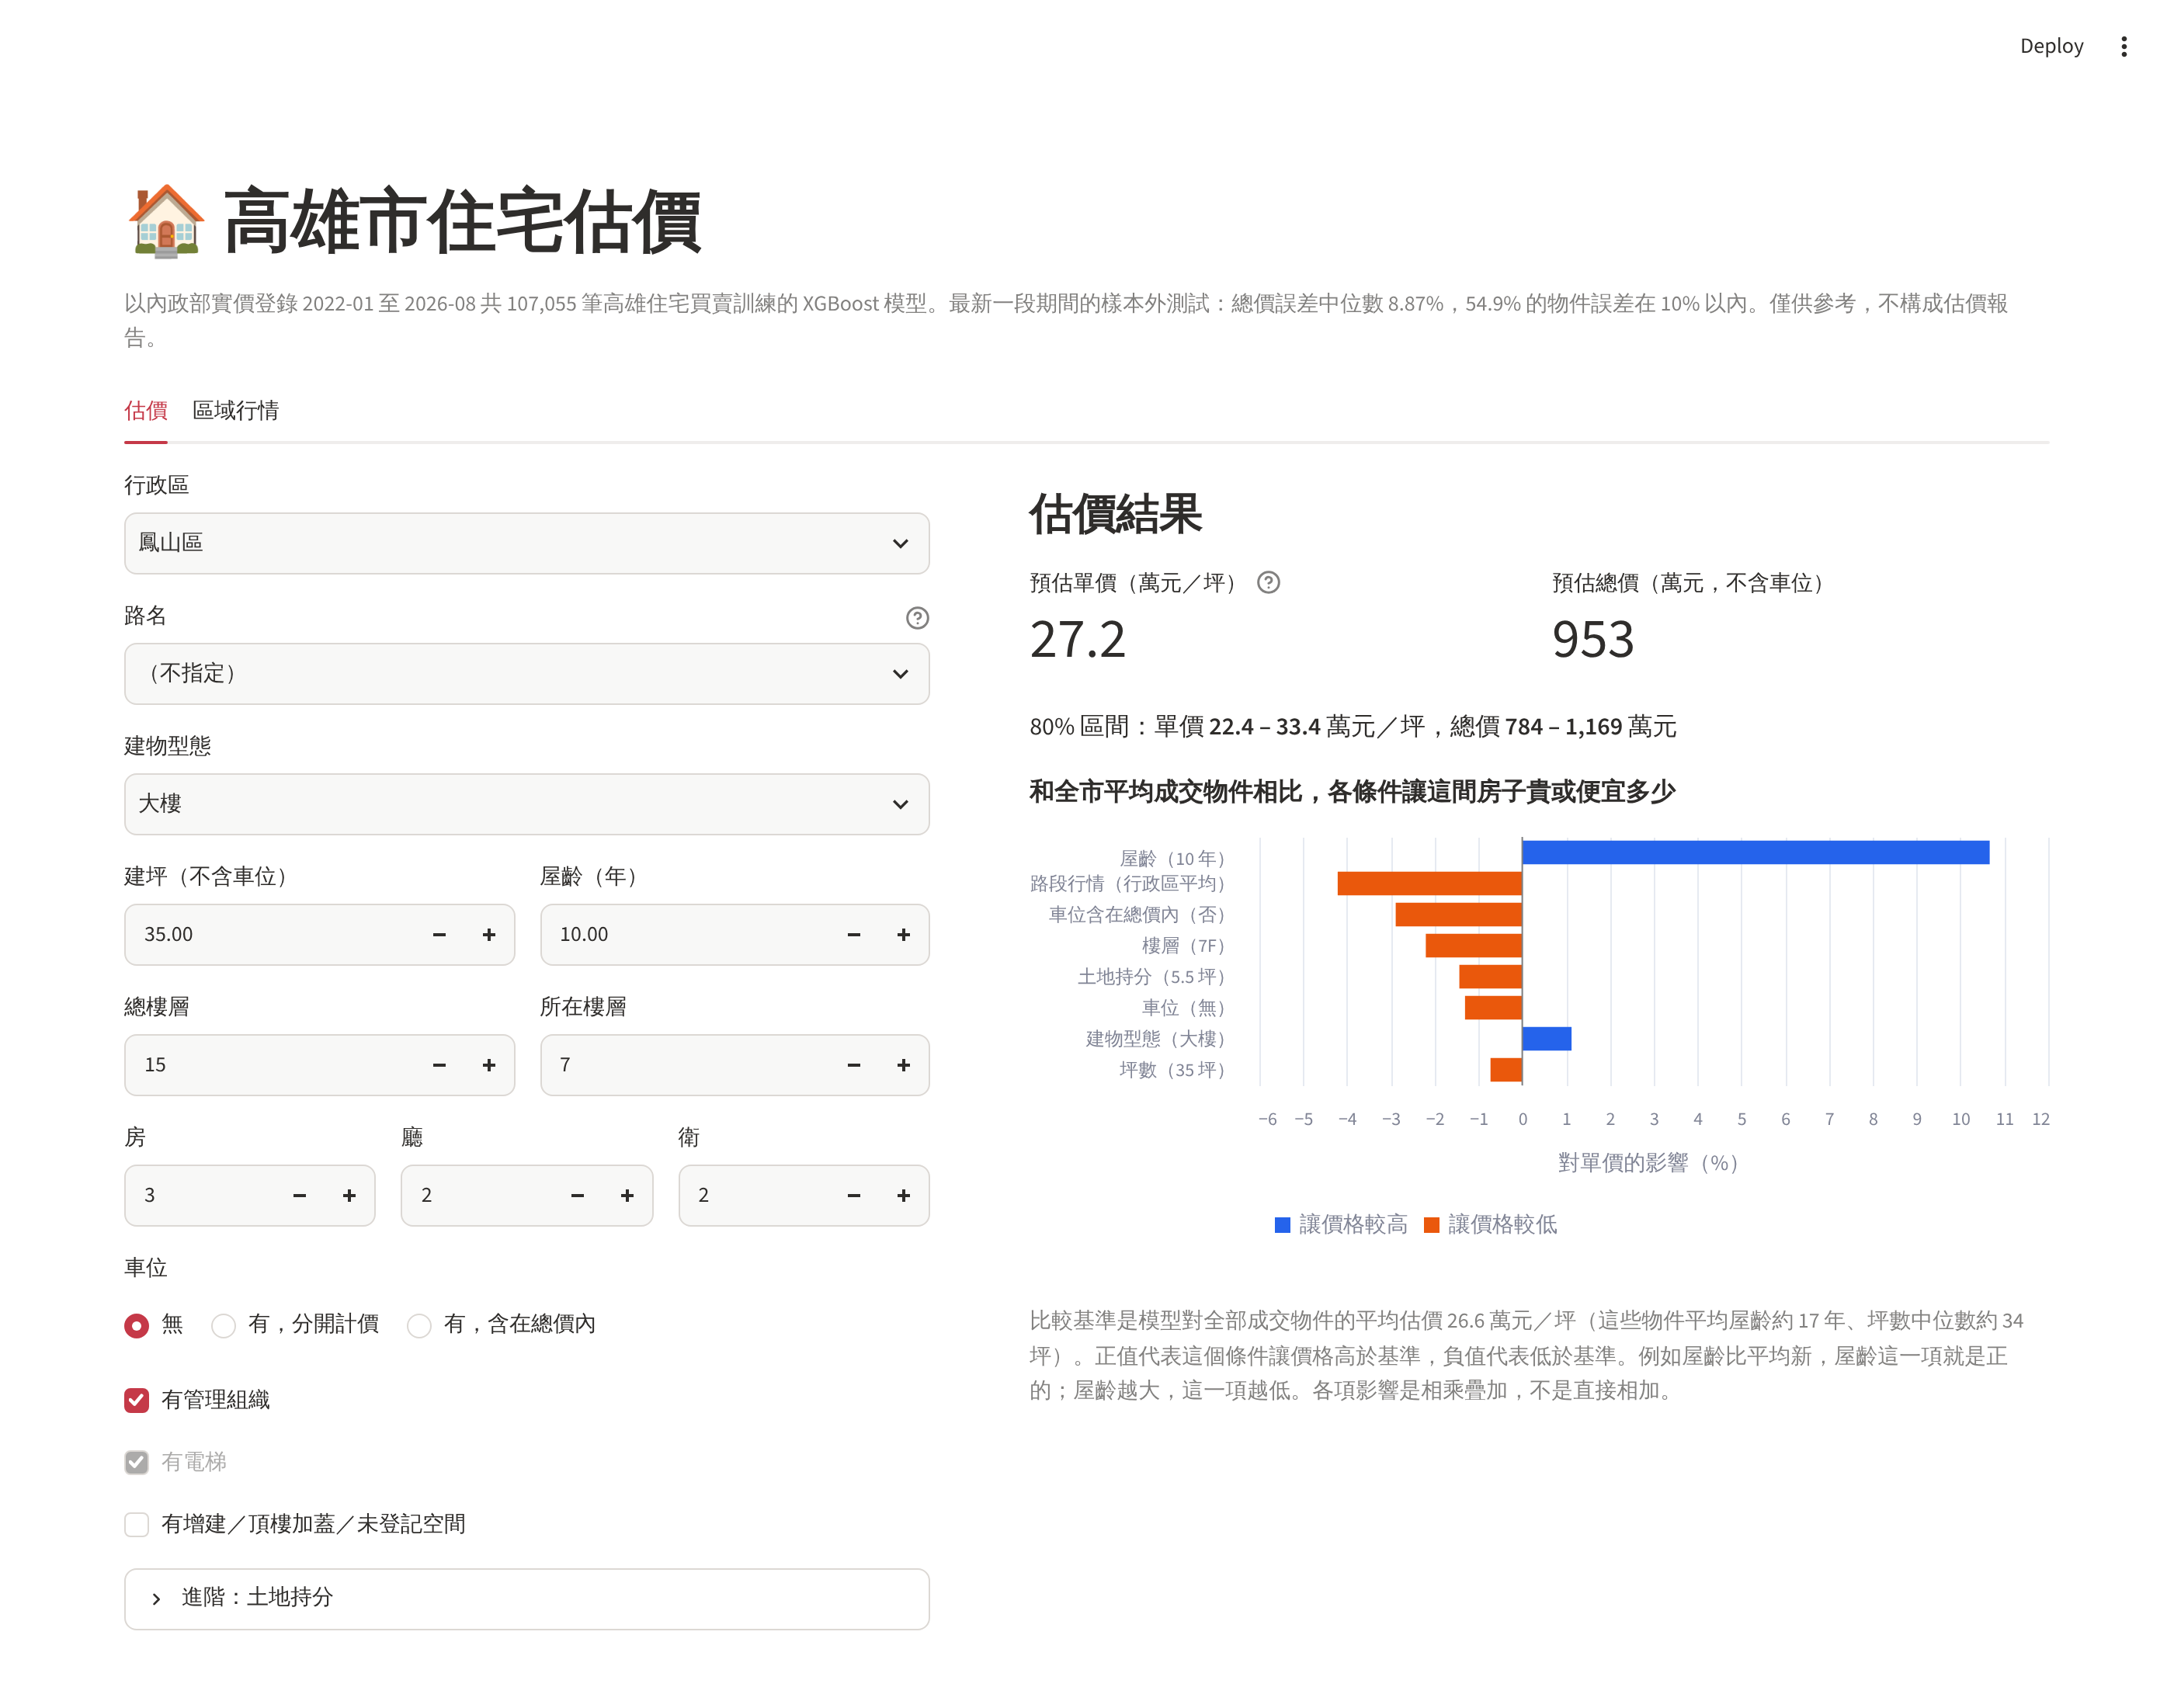 Deploy
🏠 高雄市住宅估價
以內政部實價登錄 2022-01 至 2026-08 共 107,055 筆高雄住宅買賣訓練的 XGBoost 模型。最新一段期間的樣本外測試：總價誤差中位數 8.87%，54.9% 的物件誤差在 10% 以內。僅供參考，不構成估價報
告。
估價 區域行情
行政區
鳳山區
路名
（不指定）
建物型態
大樓
建坪（不含車位） 屋齡（年）
35.00 10.00
總樓層 所在樓層
15 7
房 廳 衛
3 2 2
車位
無 有，分開計價 有，含在總價內
有管理組織
有電梯
有增建／頂樓加蓋／未登記空間
進階：土地持分
估價結果
預估單價（萬元／坪） 預估總價（萬元，不含車位）
27.2 953
80% 區間：單價 22.4 – 33.4 萬元／坪，總價 784 – 1,169 萬元
和全市平均成交物件相比，各條件讓這間房子貴或便宜多少
屋齡（10 年）
路段行情（行政區平均）
車位含在總價內（否）
樓層（7F）
土地持分（5.5 坪）
車位（無）
建物型態（大樓）
坪數（35 坪）
−6 −5 −4 −3 −2 −1 0 1 2 3 4 5 6 7 8 9 10 11 12
對單價的影響（%）
讓價格較高 讓價格較低
比較基準是模型對全部成交物件的平均估價 26.6 萬元／坪（這些物件平均屋齡約 17 年、坪數中位數約 34
坪）。正值代表這個條件讓價格高於基準，負值代表低於基準。例如屋齡比平均新，屋齡這一項就是正
的；屋齡越大，這一項越低。各項影響是相乘疊加，不是直接相加。